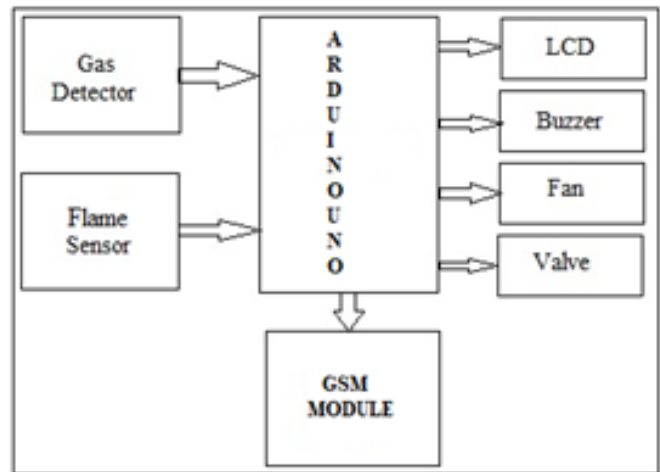 Gas
Detector
Flame
Sensor
A
R
D
U
I
N
O
U
N
O
LCD
Buzzer
Fan
Valve
GSM
MODULE